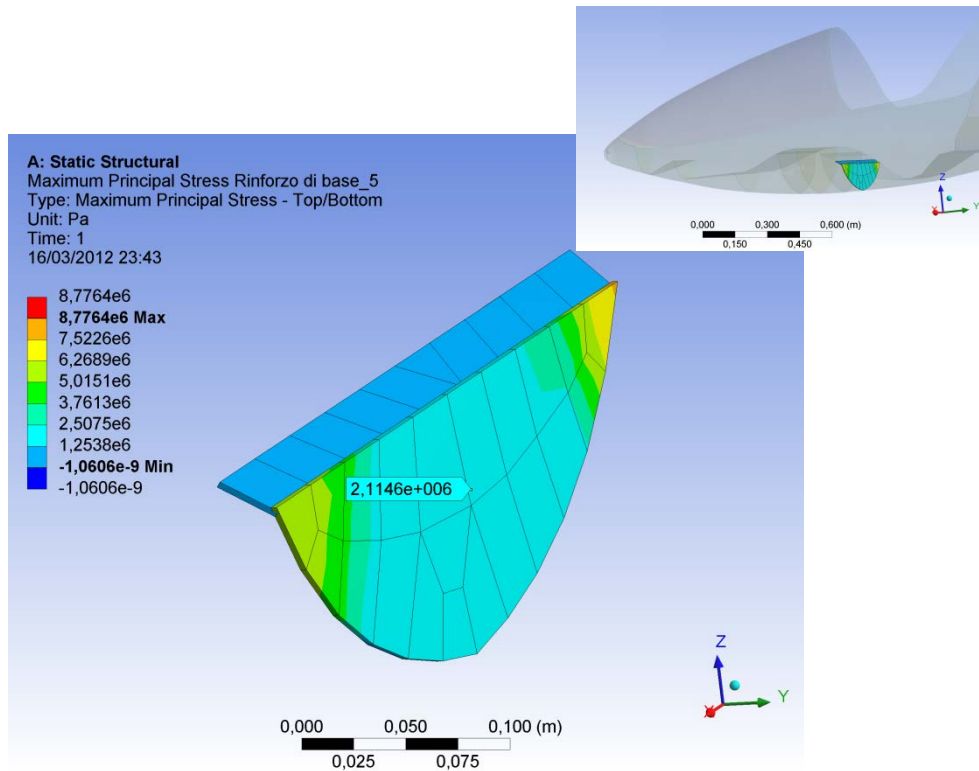 Z
X
Y
0,000
0,300
0,600 (m)
0,150
0,450
A: Static Structural
Maximum Principal Stress Rinforzo di base_5
Type: Maximum Principal Stress - Top/Bottom
Unit: Pa
Time: 1
16/03/2012 23:43
8,7764e6
8,7764e6 Max
7,5226e6
6,2689e6
5,0151e6
3,7613e6
2,5075e6
1,2538e6
-1,0606e-9 Min
-1,0606e-9
2,1146e+006
Z
Y
X
0,000
0,050
0,100 (m)
0,025
0,075